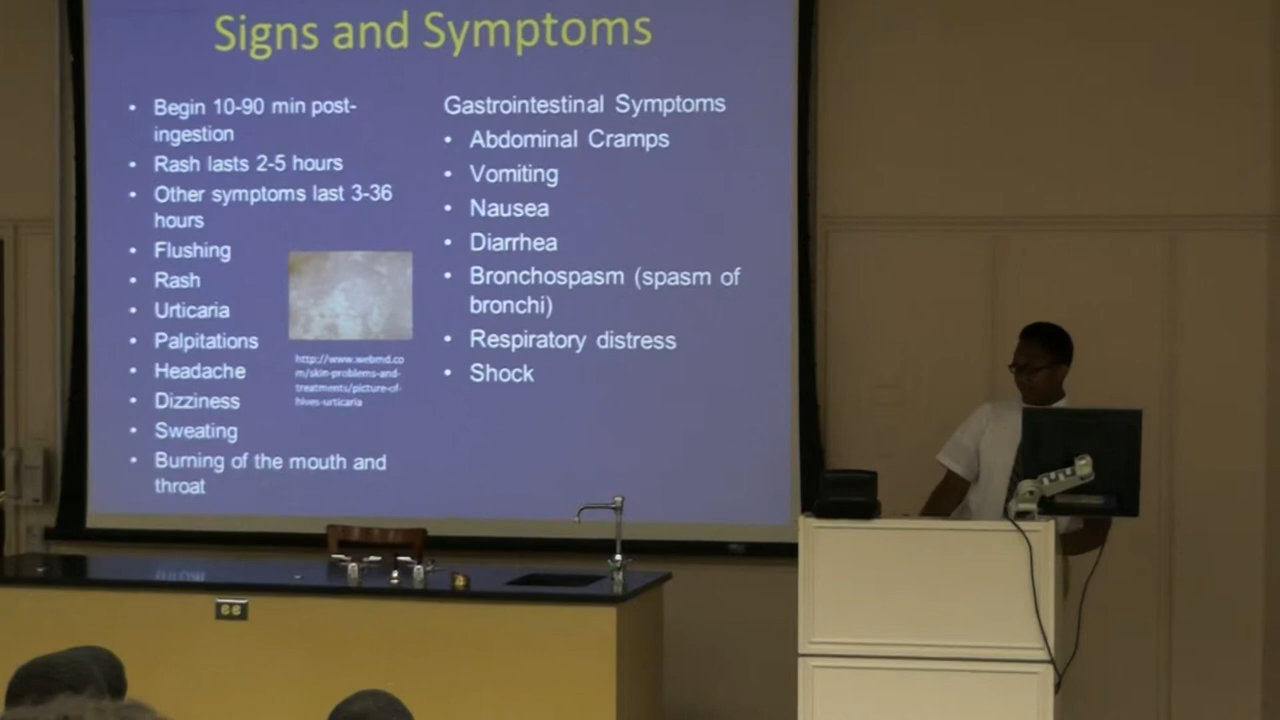 Signs and Symptoms
• Begin 10-90 min post-
ingestion
• Rash lasts 2-5 hours
• Other symptoms last 3-36
hours
• Flushing
• Rash
• Urticaria
• Palpitations
• Headache
• Dizziness
• Sweating
• Burning of the mouth and
throat
http://www.webmd.co
m/skin-problems-and-
treatments/picture-of-
hives-urticaria
Gastrointestinal Symptoms
• Abdominal Cramps
• Vomiting
• Nausea
• Diarrhea
• Bronchospasm (spasm of
bronchi)
• Respiratory distress
• Shock